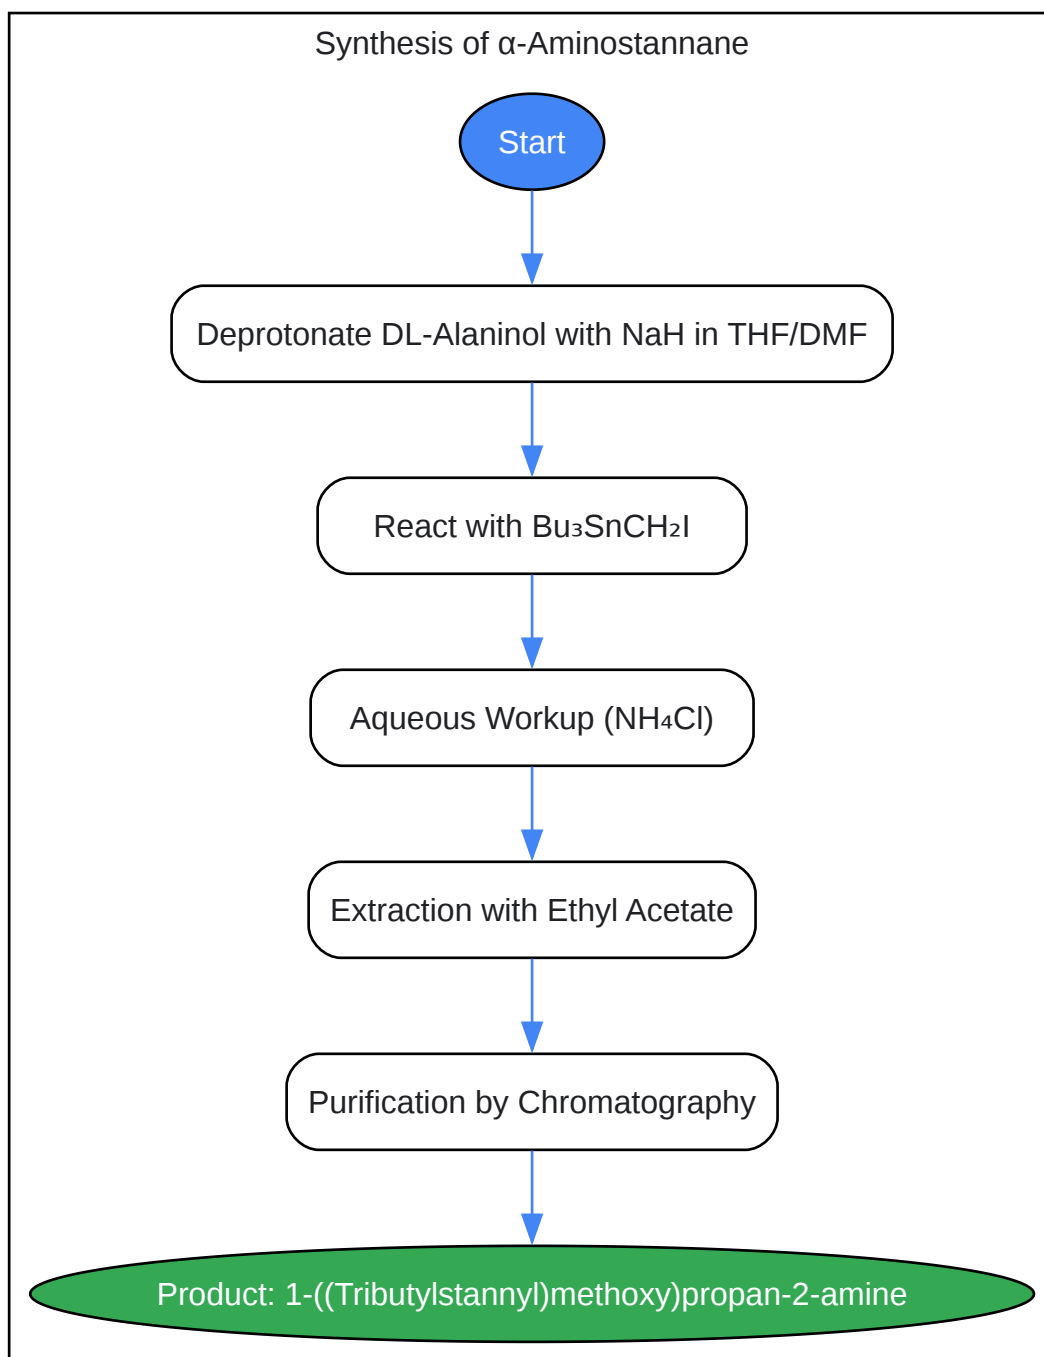 Synthesis of α-Aminostannane
Start
Deprotonate DL-Alaninol with NaH in THF/DMF
React with Bu₃SnCH₂I
Aqueous Workup (NH₄Cl)
Extraction with Ethyl Acetate
Purification by Chromatography
Product: 1-((Tributylstannyl)methoxy)propan-2-amine